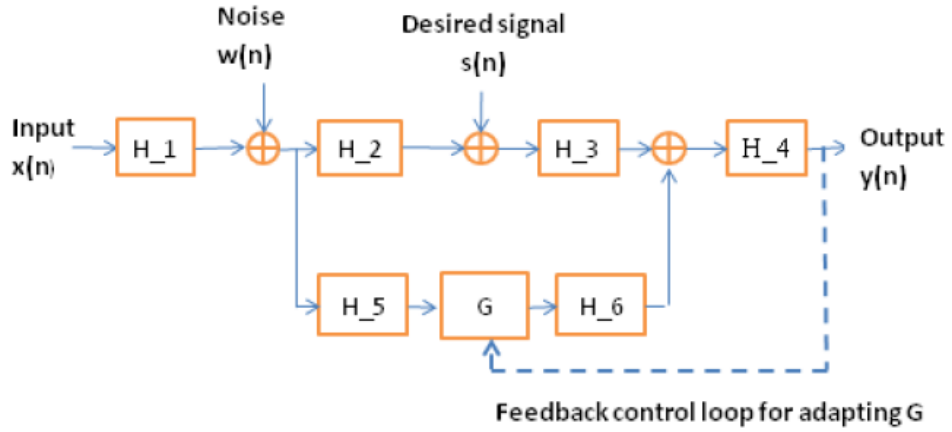 Noise
w(n)
Desired signal
s(n)
Input
x(n)
H_1
H_2
H_3
H_4
Output
y(n)
H_5
G
H_6
Feedback control loop for adapting G